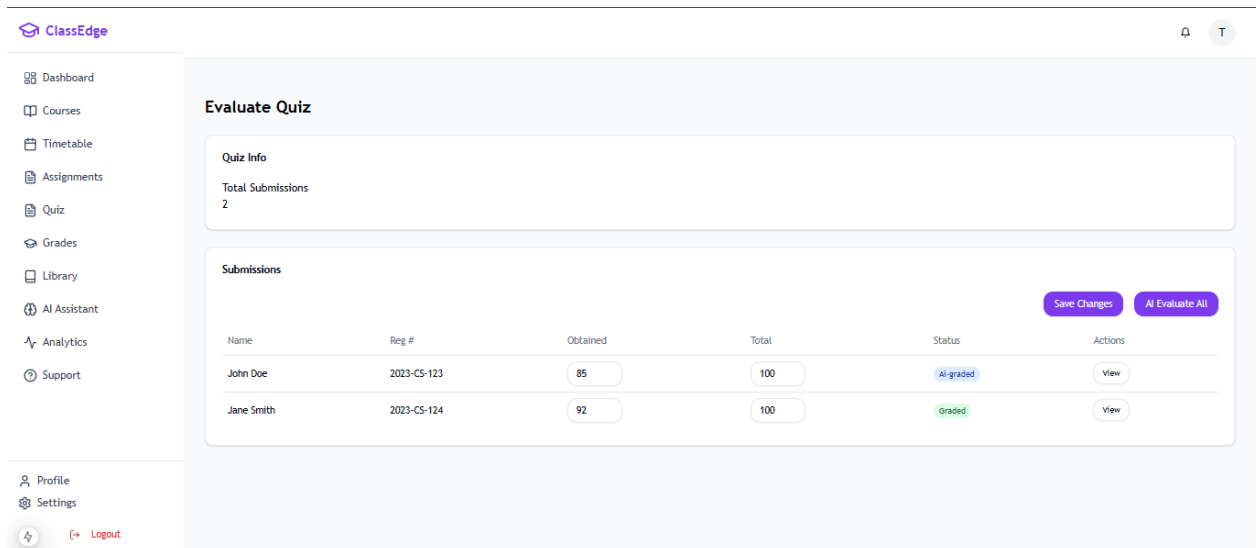 ClassEdge
T
Dashboard
Courses
Timetable
Assignments
Quiz
Grades
Library
AI Assistant
Analytics
Support
Profile
Settings
Logout
Evaluate Quiz
Quiz Info
Total Submissions
2
Submissions
Save Changes AI Evaluate All
Name Reg # Obtained Total Status Actions
John Doe 2023-CS-123 85 100 AI-graded View
Jane Smith 2023-CS-124 92 100 Graded View